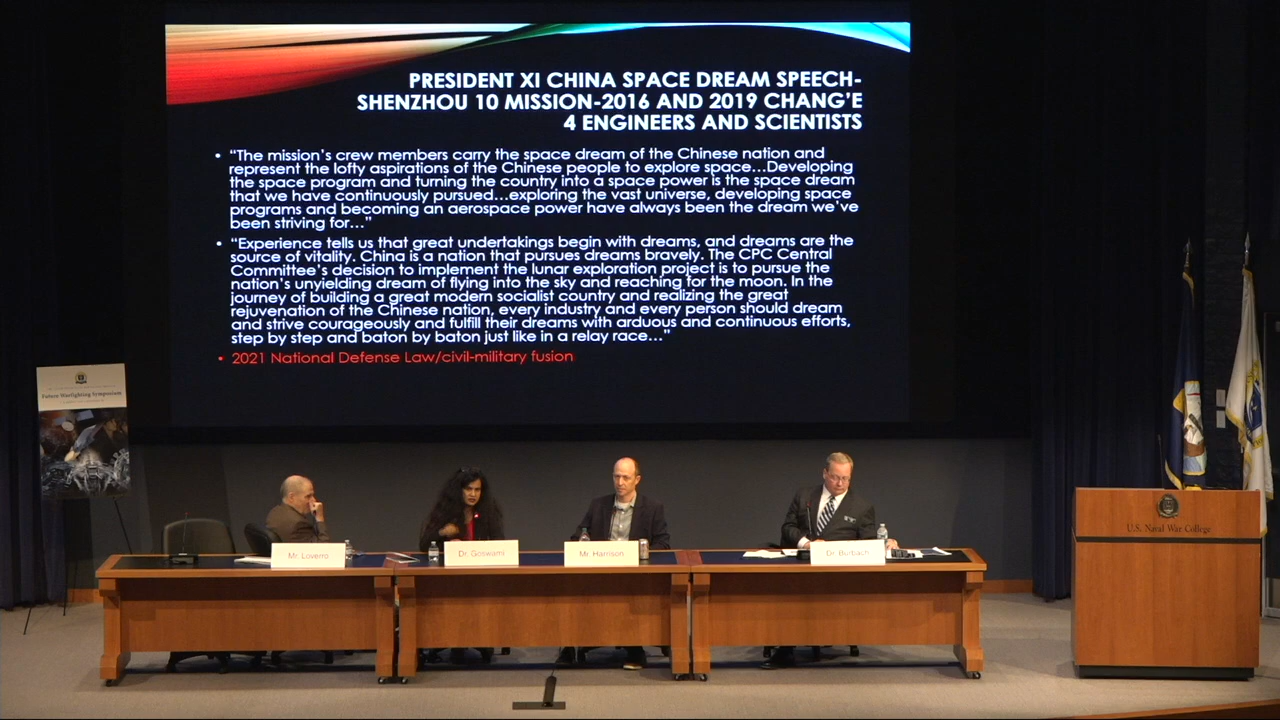 PRESIDENT XI CHINA SPACE DREAM SPEECH-
SHENZHOU 10 MISSION-2016 AND 2019 CHANG'E
4 ENGINEERS AND SCIENTISTS
• "The mission's crew members carry the space dream of the Chinese nation and
represent the lofty aspirations of the Chinese people to explore space...Developing
the space program and turning the country into a space power is the space dream
that we have continuously pursued...exploring the vast universe, developing space
programs and becoming an aerospace power have always been the dream we've
been striving for..."
• "Experience tells us that great undertakings begin with dreams, and dreams are the
source of vitality. China is a nation that pursues dreams bravely. The CPC Central
Committee's decision to implement the lunar exploration project is to pursue the
nation's unyielding dream of flying into the sky and reaching for the moon. In the
journey of building a great modern socialist country and realizing the great
rejuvenation of the Chinese nation, every industry and every person should dream
and strive courageously and fulfill their dreams with arduous and continuous efforts,
step by step and baton by baton just like in a relay race..."
• 2021 National Defense Law/civil-military fusion
Future Warfighting Symposium
Mr. Loverro
Dr. Goswami
Mr. Harrison
Dr. Burbach
U.S. Naval War College